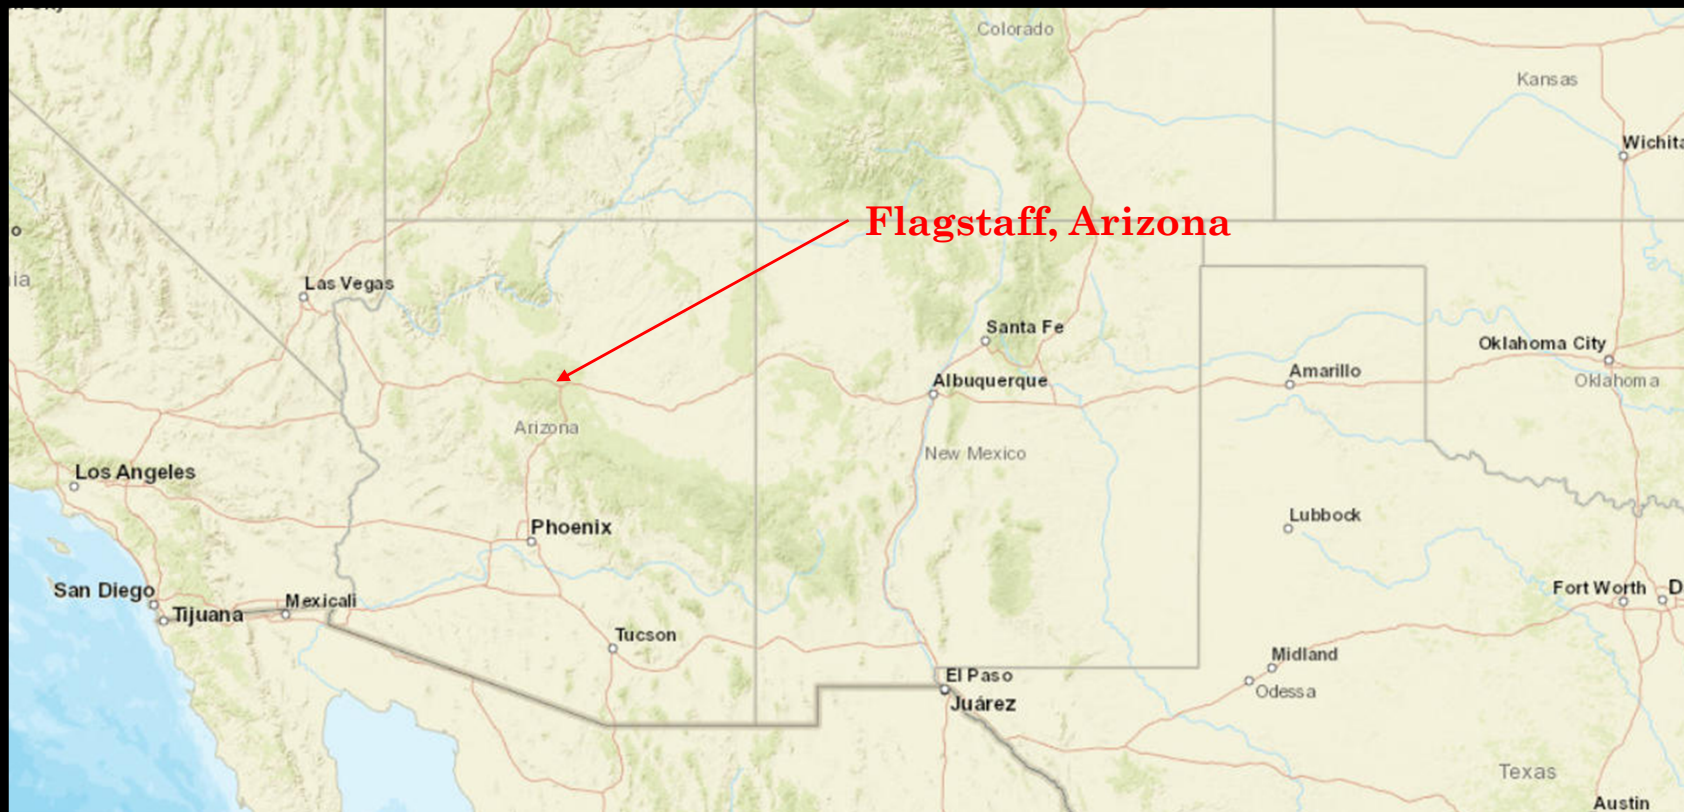 Colorado
Kansas
Wichita
Flagstaff, Arizona
o
ia
Las Vegas
Santa Fe
Oklahoma City
Amarillo
Albuquerque
Oklahoma
Arizona
New Mexico
Los Angeles
Lubbock
Phoenix
San Diego
Fort Worth
D
Mexicali
Tijuana
Tucson
Midland
El Paso
Odessa
Juárez
Texas
Austin